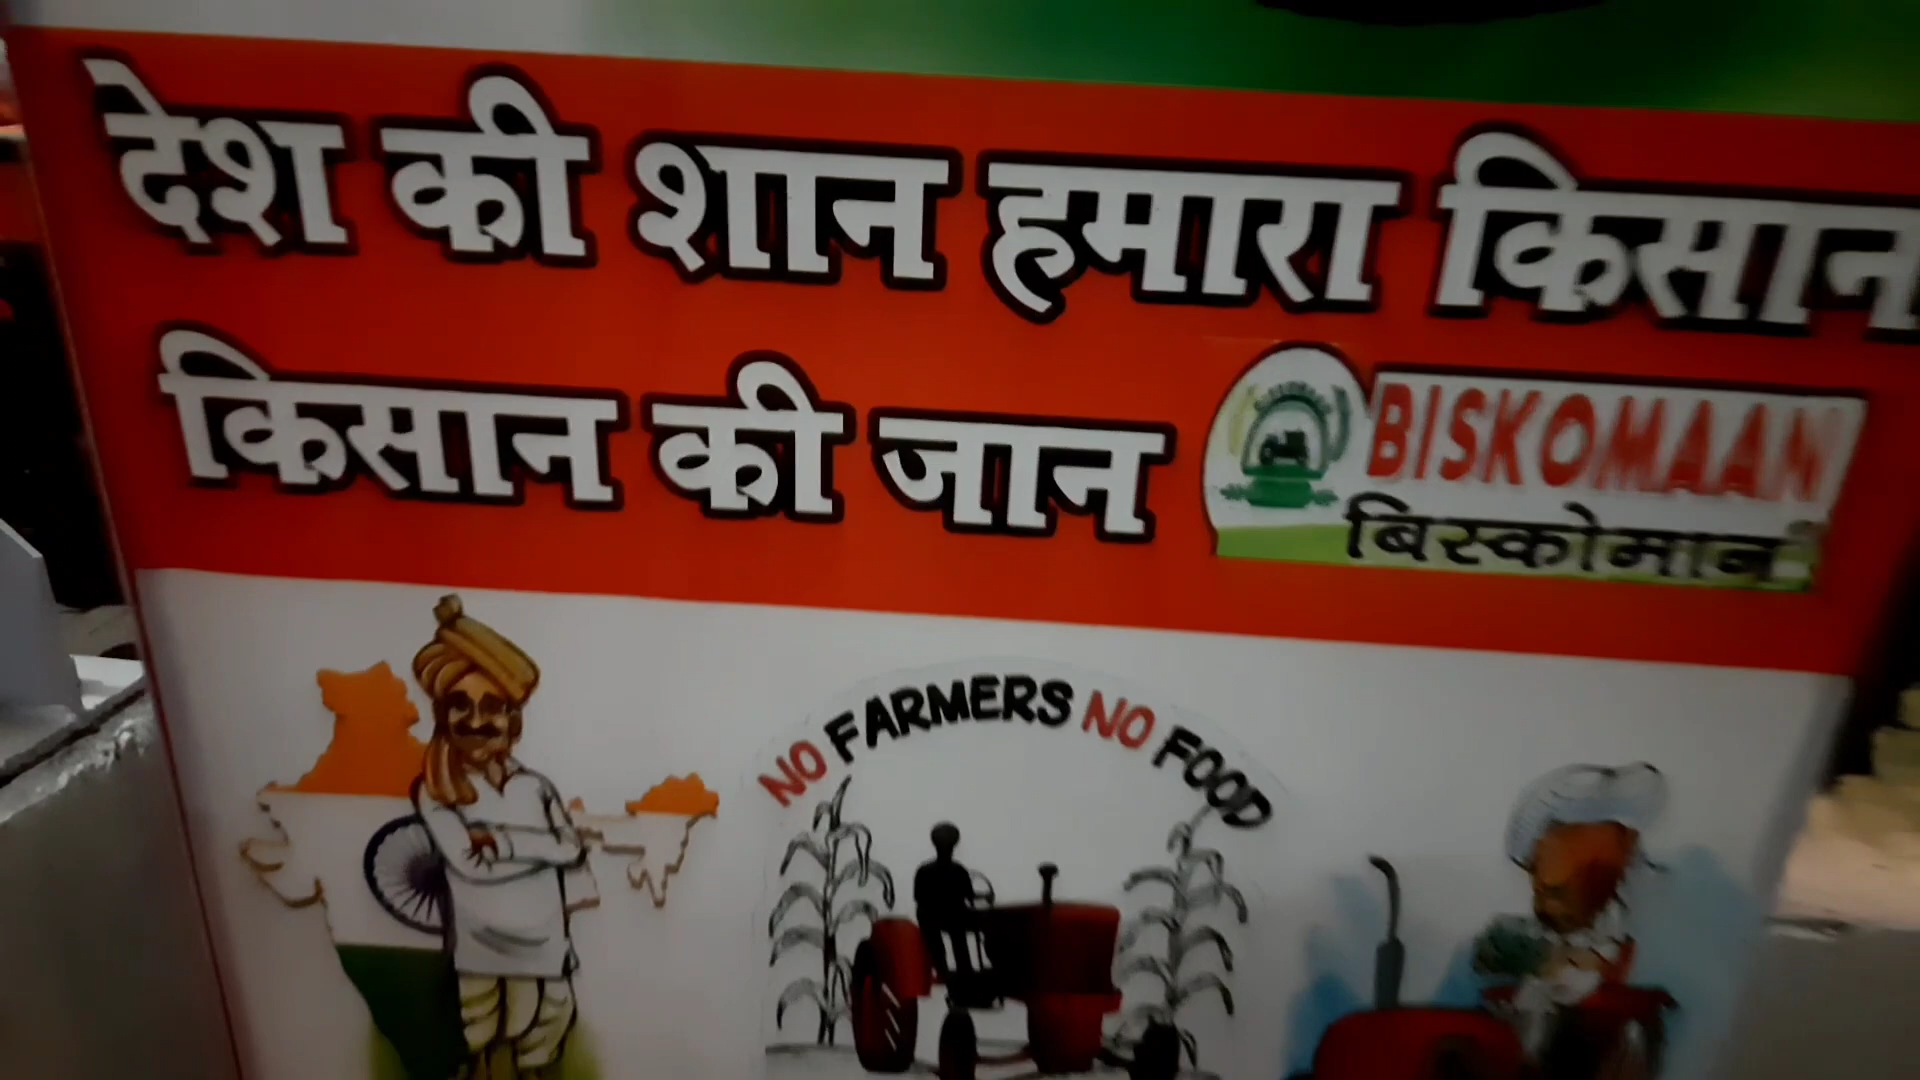 देश की शान हमारा किसान
किसान की जान
BISKOMAAN
बिस्कोमान
NO FARMERS NO FOOD